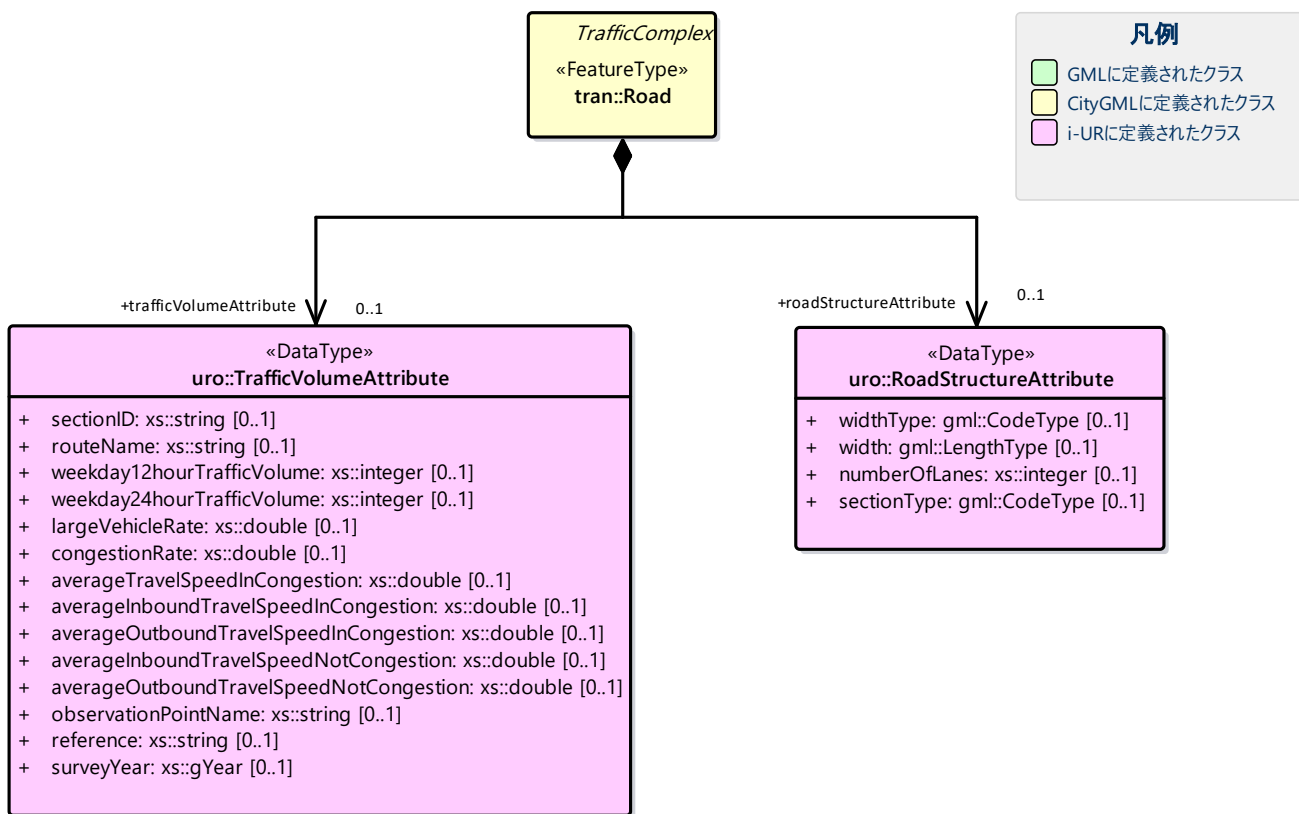 TrafficComplex
«FeatureType»
tran::Road
凡例
GMLに定義されたクラス
CityGMLに定義されたクラス
i-URに定義されたクラス
+trafficVolumeAttribute
0..1
+roadStructureAttribute
0..1
«DataType»
uro::TrafficVolumeAttribute
+ sectionID: xs::string [0..1]
+ routeName: xs::string [0..1]
+ weekday12hourTrafficVolume: xs::integer [0..1]
+ weekday24hourTrafficVolume: xs::integer [0..1]
+ largeVehicleRate: xs::double [0..1]
+ congestionRate: xs::double [0..1]
+ averageTravelSpeedInCongestion: xs::double [0..1]
+ averageInboundTravelSpeedInCongestion: xs::double [0..1]
+ averageOutboundTravelSpeedInCongestion: xs::double [0..1]
+ averageInboundTravelSpeedNotCongestion: xs::double [0..1]
+ averageOutboundTravelSpeedNotCongestion: xs::double [0..1]
+ observationPointName: xs::string [0..1]
+ reference: xs::string [0..1]
+ surveyYear: xs::gYear [0..1]
«DataType»
uro::RoadStructureAttribute
+ widthType: gml::CodeType [0..1]
+ width: gml::LengthType [0..1]
+ numberOfLanes: xs::integer [0..1]
+ sectionType: gml::CodeType [0..1]